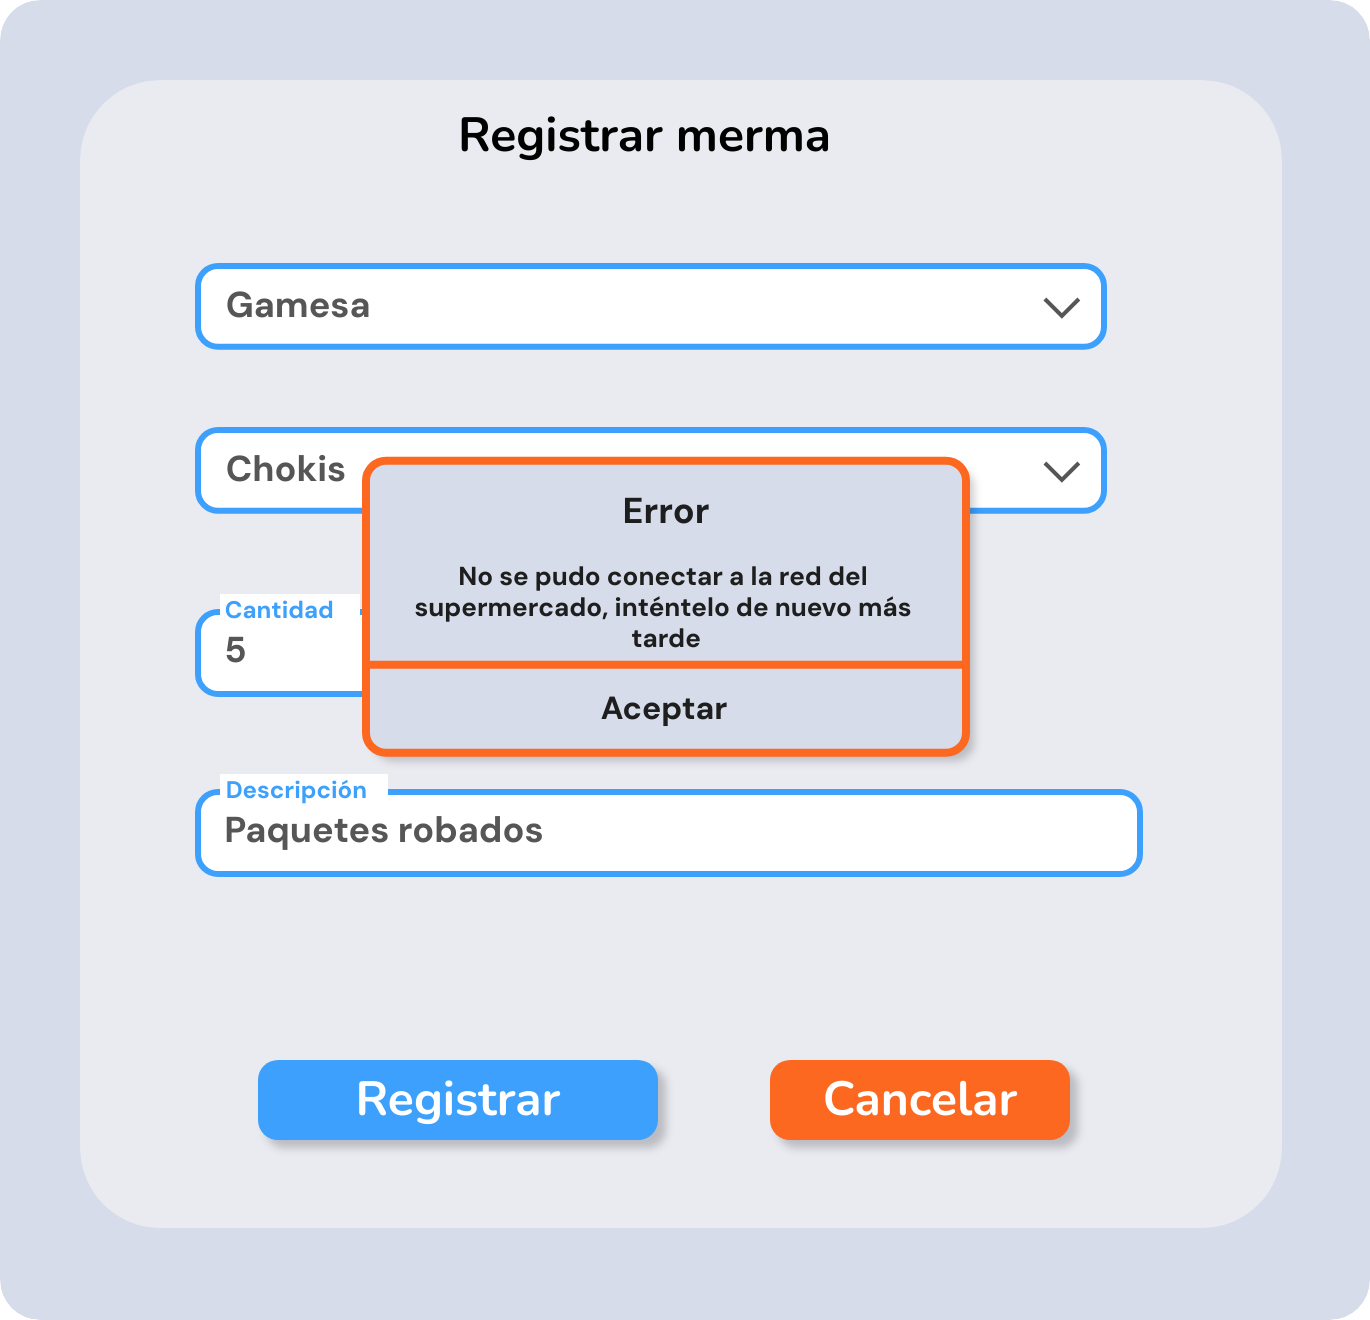 Registrar merma
Gamesa
Chokis
Error
No se pudo conectar a la red del
supermercado, inténtelo de nuevo más
tarde
Aceptar
Cantidad
5
Descripción
Paquetes robados
Registrar
Cancelar